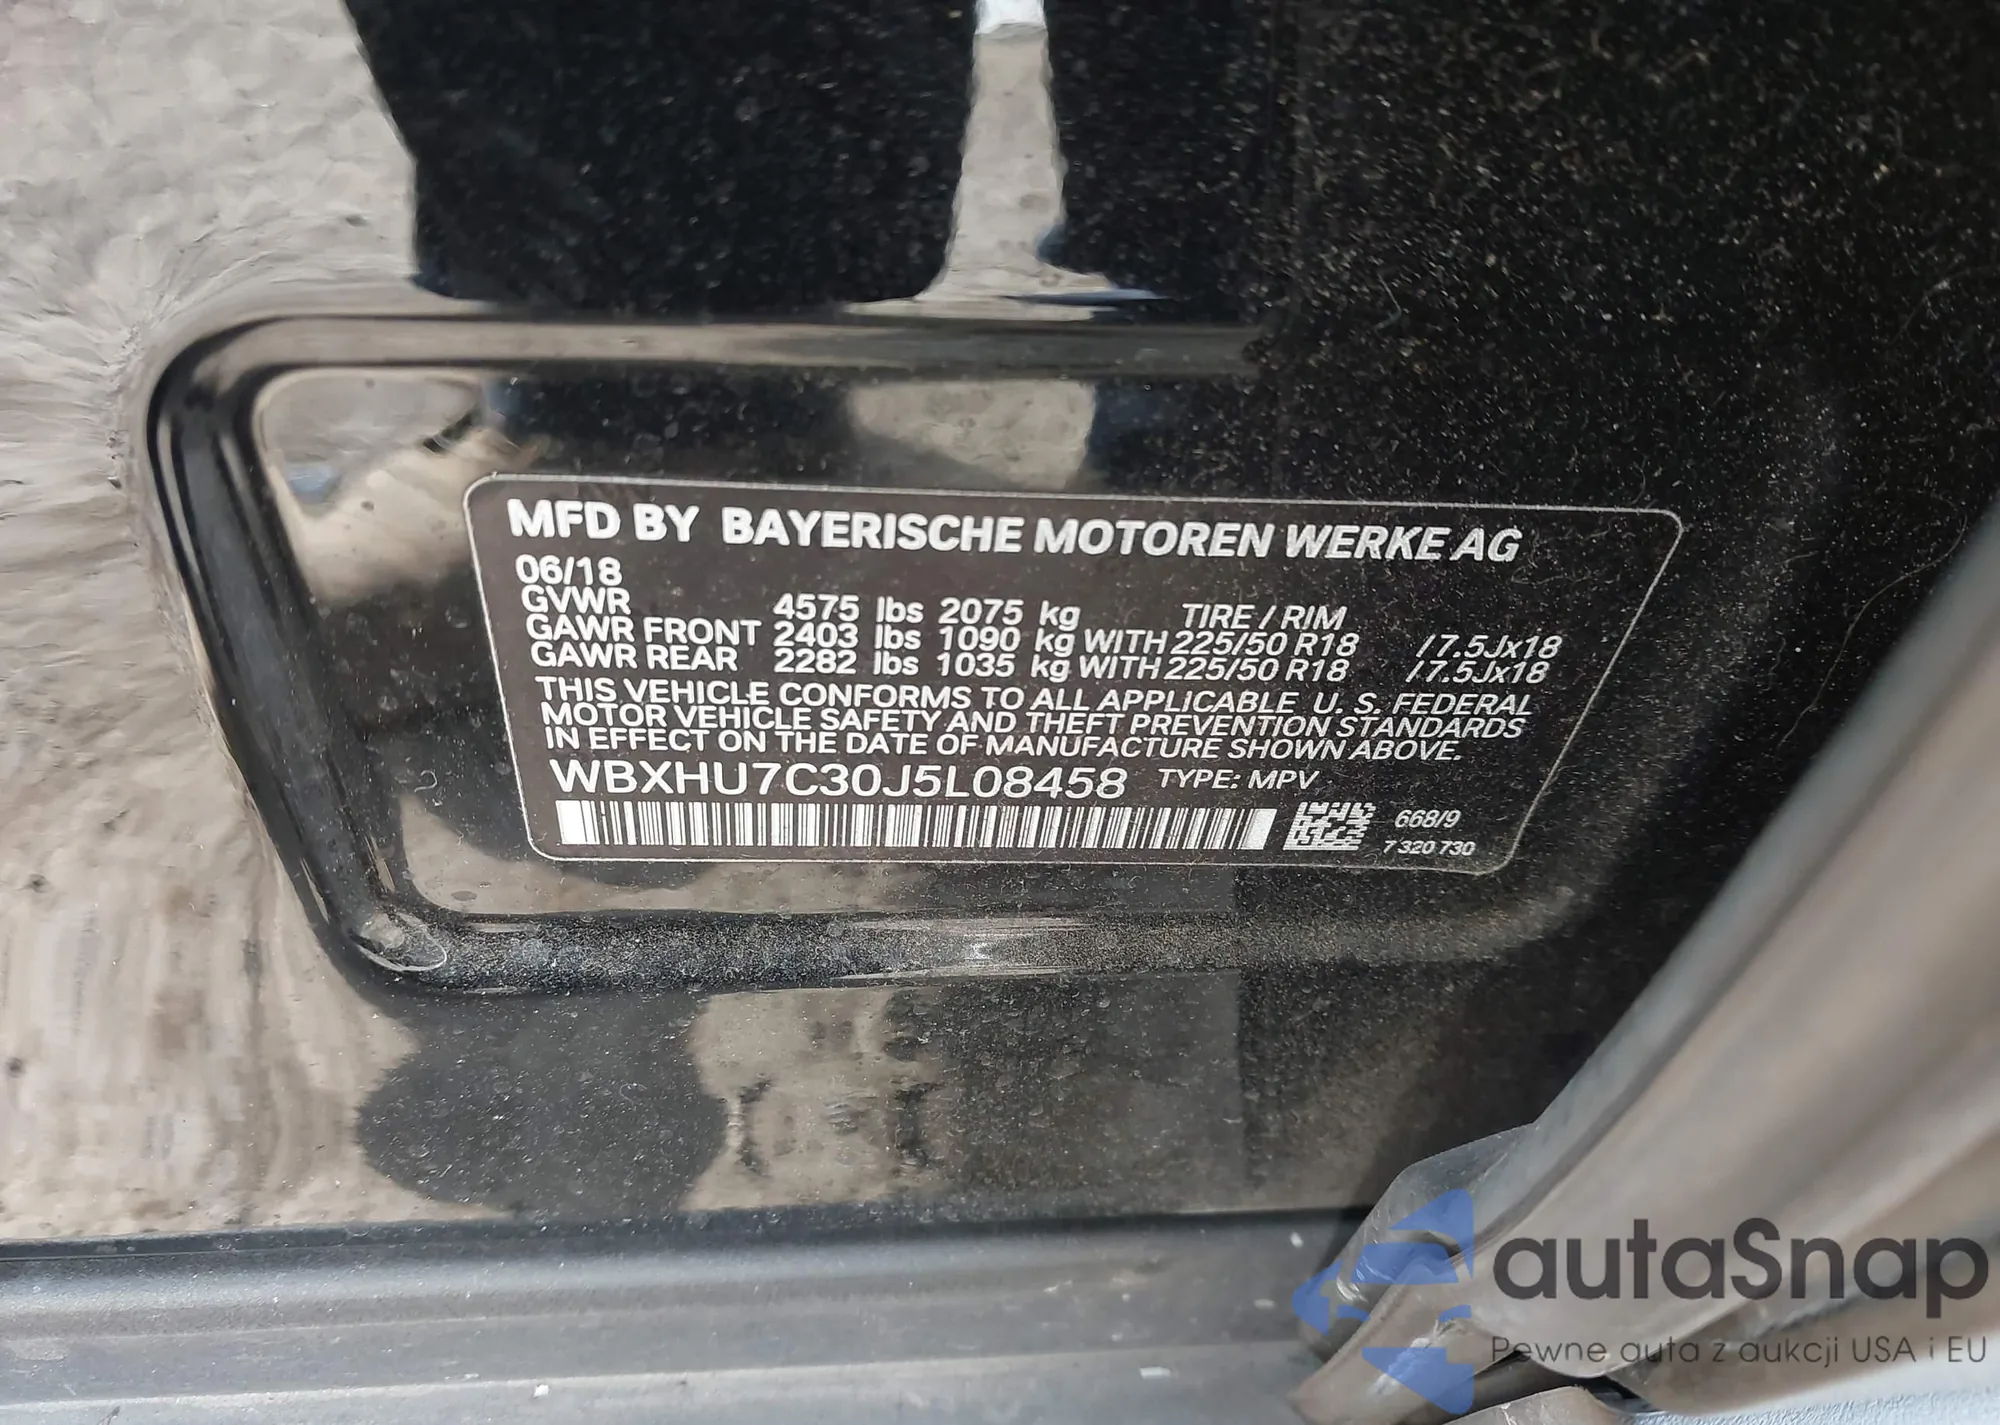 MFD BY BAYERISCHE MOTOREN WERKE AG
06/18
GVWR 4575 lbs 2075 kg TIRE / RIM
GAWR FRONT 2403 lbs 1090 kg WITH 225/50 R18 / 7.5Jx18
GAWR REAR 2282 lbs 1035 kg WITH 225/50 R18 / 7.5Jx18
THIS VEHICLE CONFORMS TO ALL APPLICABLE U. S. FEDERAL
MOTOR VEHICLE SAFETY AND THEFT PREVENTION STANDARDS
IN EFFECT ON THE DATE OF MANUFACTURE SHOWN ABOVE.
WBXHU7C30J5L08458 TYPE: MPV
668/9
7 320 730
autaSnap
Pewne auta z aukcji USA i EU